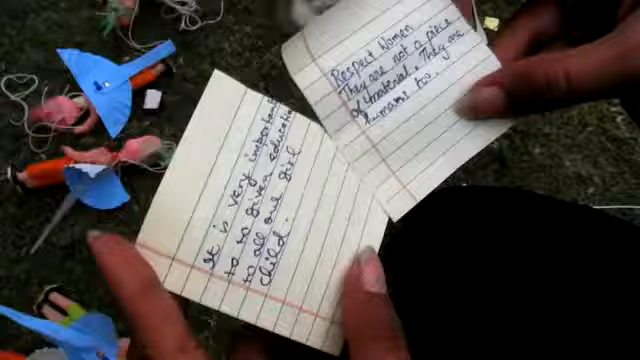 Respect Women
They are not a piece
of material. They are
humans too.
It is very important
to to given education
to all our girl
child.